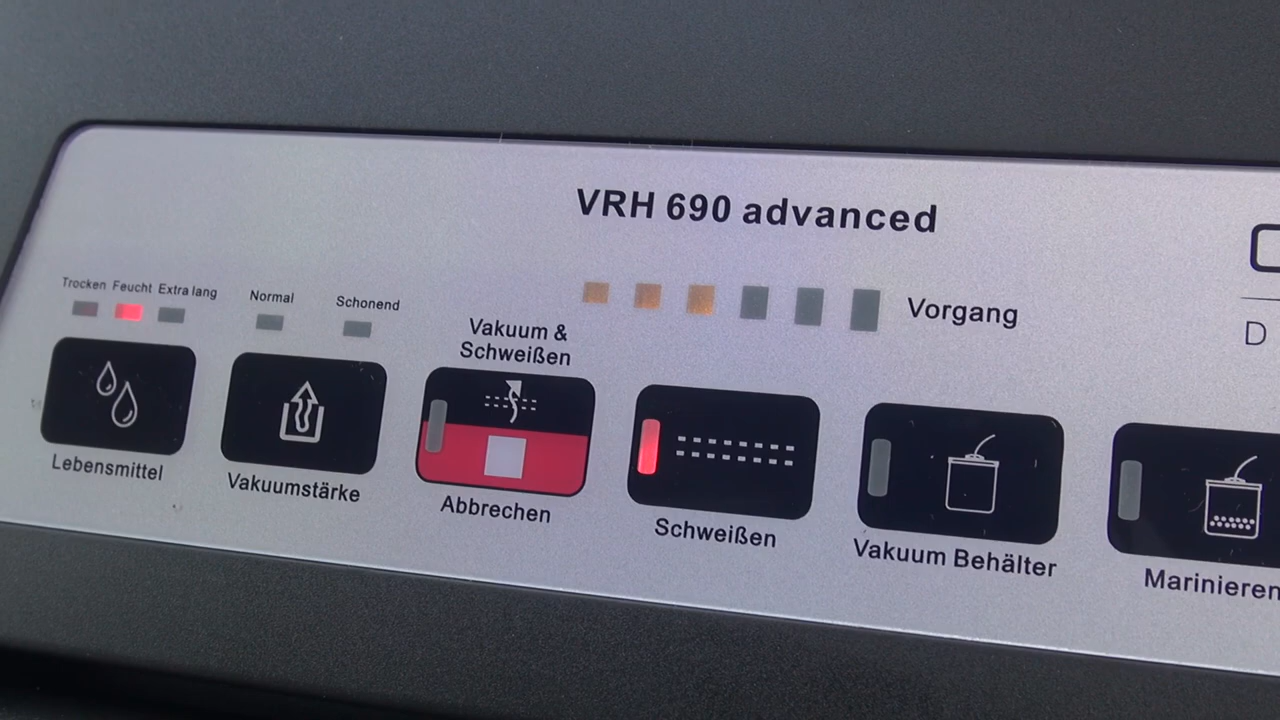 VRH 690 advanced
Trocken Feucht Extra lang
Normal
Schonend
Vorgang
Vakuum &
Schweißen
Lebensmittel
Vakuumstärke
Abbrechen
Schweißen
Vakuum Behälter
Marinieren